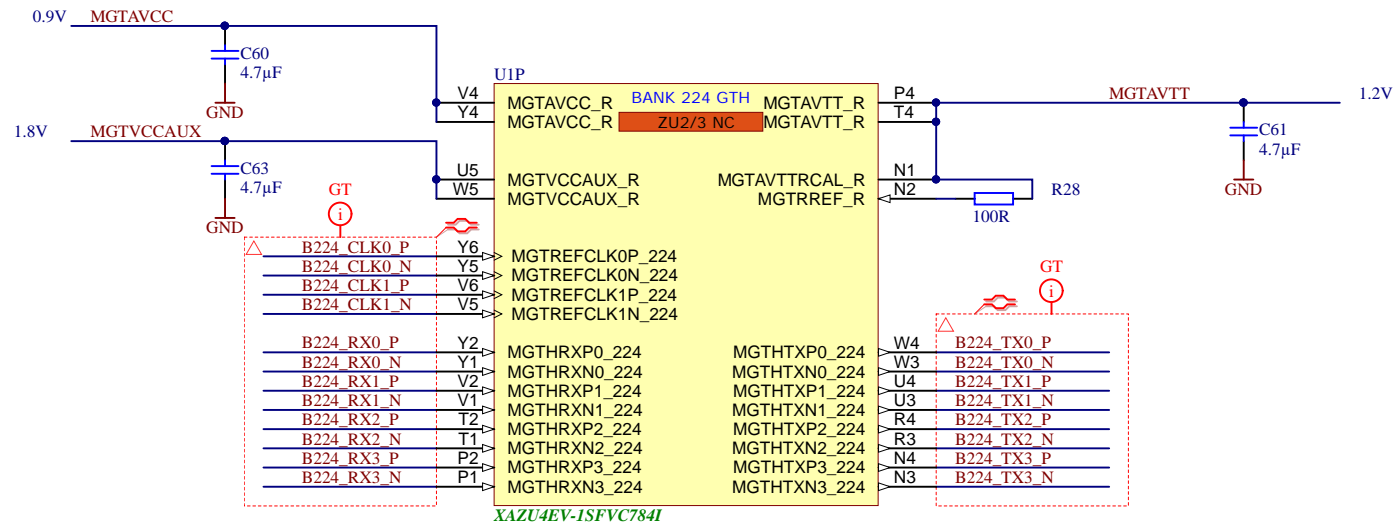 0.9V
MGTAVCC
C60
4.7µF
GND
1.8V
MGTVCCAUX
C63
4.7µF
GND
U1P
BANK 224 GTH
ZU2/3 NC
V4 MGTAVCC_R
Y4 MGTAVCC_R
U5 MGTVCCAUX_R
W5 MGTVCCAUX_R
MGTAVTT_R P4
MGTAVTT_R T4
MGTAVTTRCAL_R N1
MGTRREF_R N2
MGTAVTT
1.2V
C61
4.7µF
GND
R28
100R
GT
i
B224_CLK0_P Y6 MGTREFCLK0P_224
B224_CLK0_N Y5 MGTREFCLK0N_224
B224_CLK1_P V6 MGTREFCLK1P_224
B224_CLK1_N V5 MGTREFCLK1N_224
B224_RX0_P Y2 MGTHRXP0_224
B224_RX0_N Y1 MGTHRXN0_224
B224_RX1_P V2 MGTHRXP1_224
B224_RX1_N V1 MGTHRXN1_224
B224_RX2_P T2 MGTHRXP2_224
B224_RX2_N T1 MGTHRXN2_224
B224_RX3_P P2 MGTHRXP3_224
B224_RX3_N P1 MGTHRXN3_224
GT
i
MGTHTXP0_224 W4 B224_TX0_P
MGTHTXN0_224 W3 B224_TX0_N
MGTHTXP1_224 U4 B224_TX1_P
MGTHTXN1_224 U3 B224_TX1_N
MGTHTXP2_224 R4 B224_TX2_P
MGTHTXN2_224 R3 B224_TX2_N
MGTHTXP3_224 N4 B224_TX3_P
MGTHTXN3_224 N3 B224_TX3_N
XAZU4EV-1SFVC784I